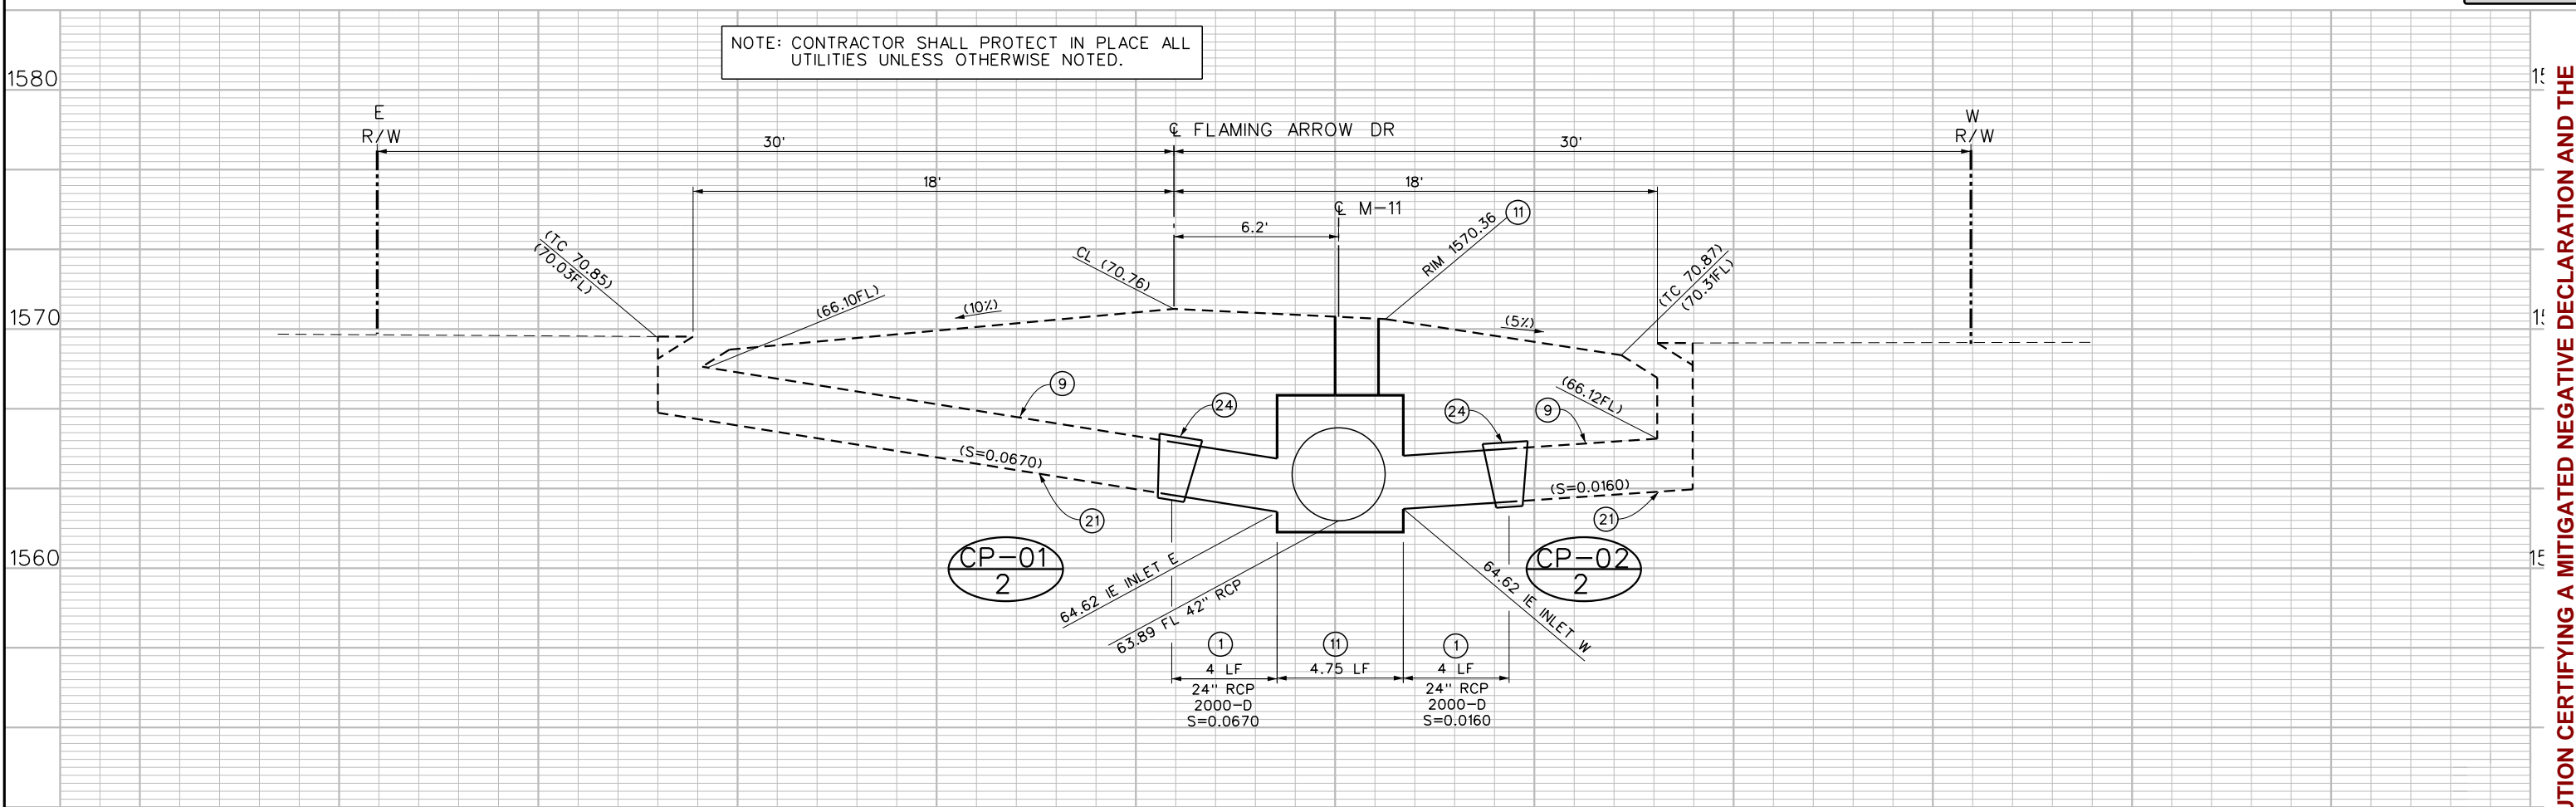 NOTE: CONTRACTOR SHALL PROTECT IN PLACE ALL
UTILITIES UNLESS OTHERWISE NOTED.
1580
E
R/W
℄ FLAMING ARROW DR
W
R/W
30'
30'
18'
18'
℄ M-11
6.2'
RIM 1570.36
11
(TC 70.85)
(70.03FL)
CL (70.76)
(TC 70.87)
(70.31FL)
(66.10FL)
(10%)
(5%)
1570
9
24
24
9
(66.12FL)
(S=0.0670)
(S=0.0160)
21
21
1560
CP-01
2
CP-02
2
64.62 IE INLET E
63.89 FL 42" RCP
64.62 IE INLET W
1
11
1
4 LF
4.75 LF
4 LF
24" RCP
2000-D
S=0.0670
24" RCP
2000-D
S=0.0160
CERTIFYING A MITIGATED NEGATIVE DECLARATION AND THE